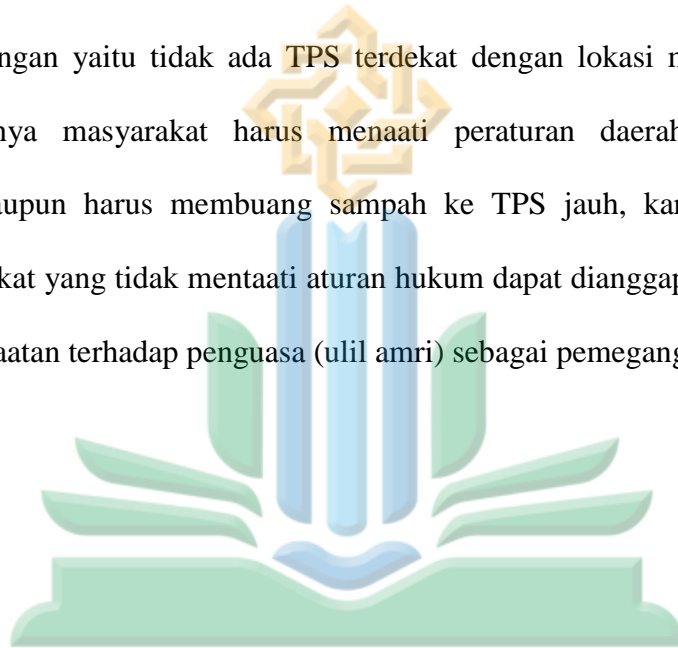 ngan yaitu tidak ada TPS terdekat dengan lokasi
nya masyarakat harus menaati peraturan daerah
aupun harus membuang sampah ke TPS jauh,
kat yang tidak mentaati aturan hukum dapat dianggap
aatan terhadap penguasa (ulil amri) sebagai pemegang